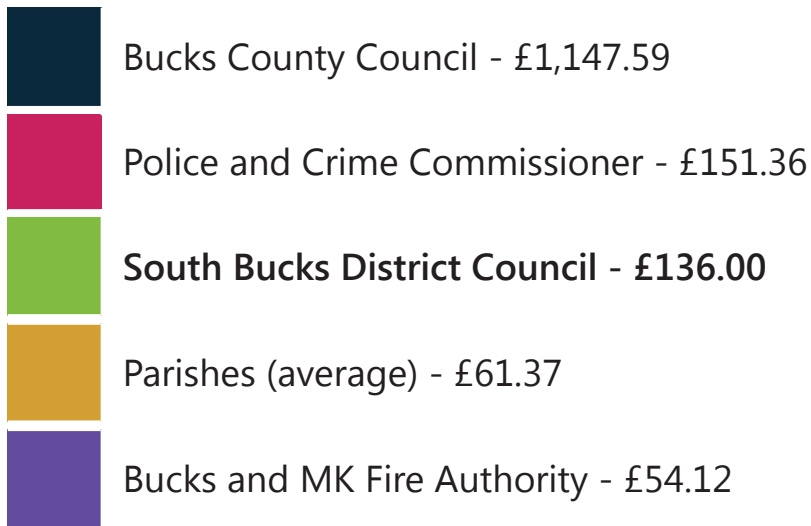 Bucks County Council - £1,147.59
Police and Crime Commissioner - £151.36
South Bucks District Council - £136.00
Parishes (average) - £61.37
Bucks and MK Fire Authority - £54.12